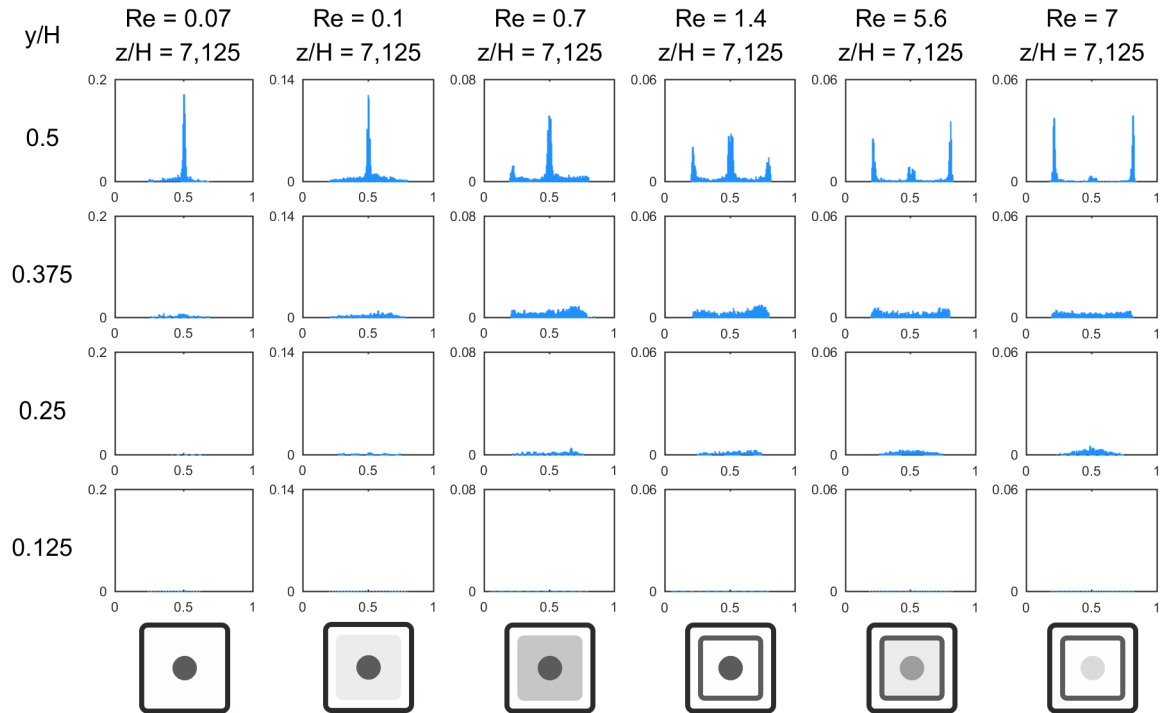 y/H
Re = 0.07 Re = 0.1 Re = 0.7 Re = 1.4 Re = 5.6 Re = 7
z/H = 7,125 z/H = 7,125 z/H = 7,125 z/H = 7,125 z/H = 7,125 z/H = 7,125
0.2 0.14 0.08 0.06 0.06 0.06
0.5
0 0 0 0 0 0
0 0.5 1 0 0.5 1 0 0.5 1 0 0.5 1 0 0.5 1 0 0.5 1
0.2 0.14 0.08 0.06 0.06 0.06
0.375
0 0 0 0 0 0
0 0.5 1 0 0.5 1 0 0.5 1 0 0.5 1 0 0.5 1 0 0.5 1
0.2 0.14 0.08 0.06 0.06 0.06
0.25
0 0 0 0 0 0
0 0.5 1 0 0.5 1 0 0.5 1 0 0.5 1 0 0.5 1 0 0.5 1
0.2 0.14 0.08 0.06 0.06 0.06
0.125
0 0 0 0 0 0
0 0.5 1 0 0.5 1 0 0.5 1 0 0.5 1 0 0.5 1 0 0.5 1